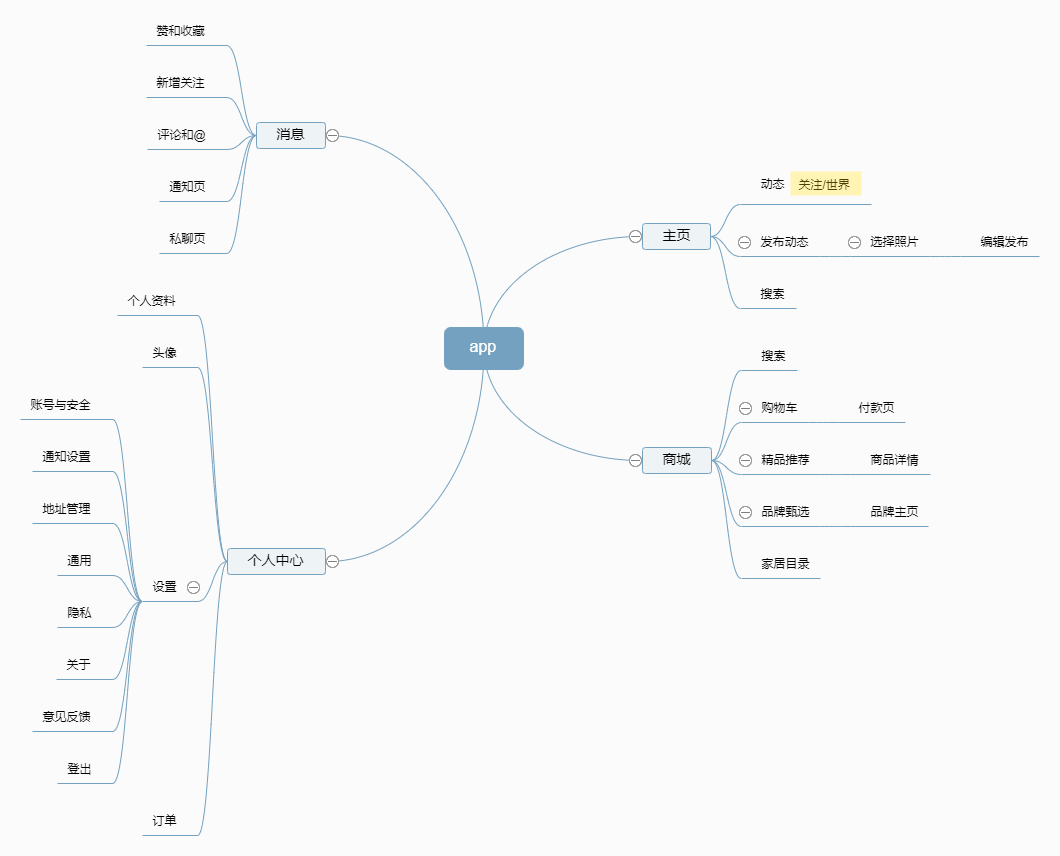 app
主页
动态 关注/世界
发布动态 选择照片 编辑发布
搜索
商城
搜索
购物车 付款页
精品推荐 商品详情
品牌甄选 品牌主页
家居目录
消息
赞和收藏
新增关注
评论和@
通知页
私聊页
个人中心
个人资料
头像
设置
账号与安全
通知设置
地址管理
通用
隐私
关于
意见反馈
登出
订单